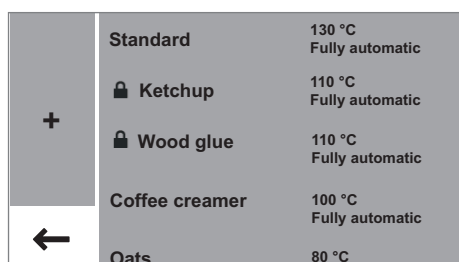 Standard 130 °C
Fully automatic
Ketchup 110 °C
Fully automatic
+
Wood glue 110 °C
Fully automatic
Coffee creamer 100 °C
Fully automatic
Oats 80 °C